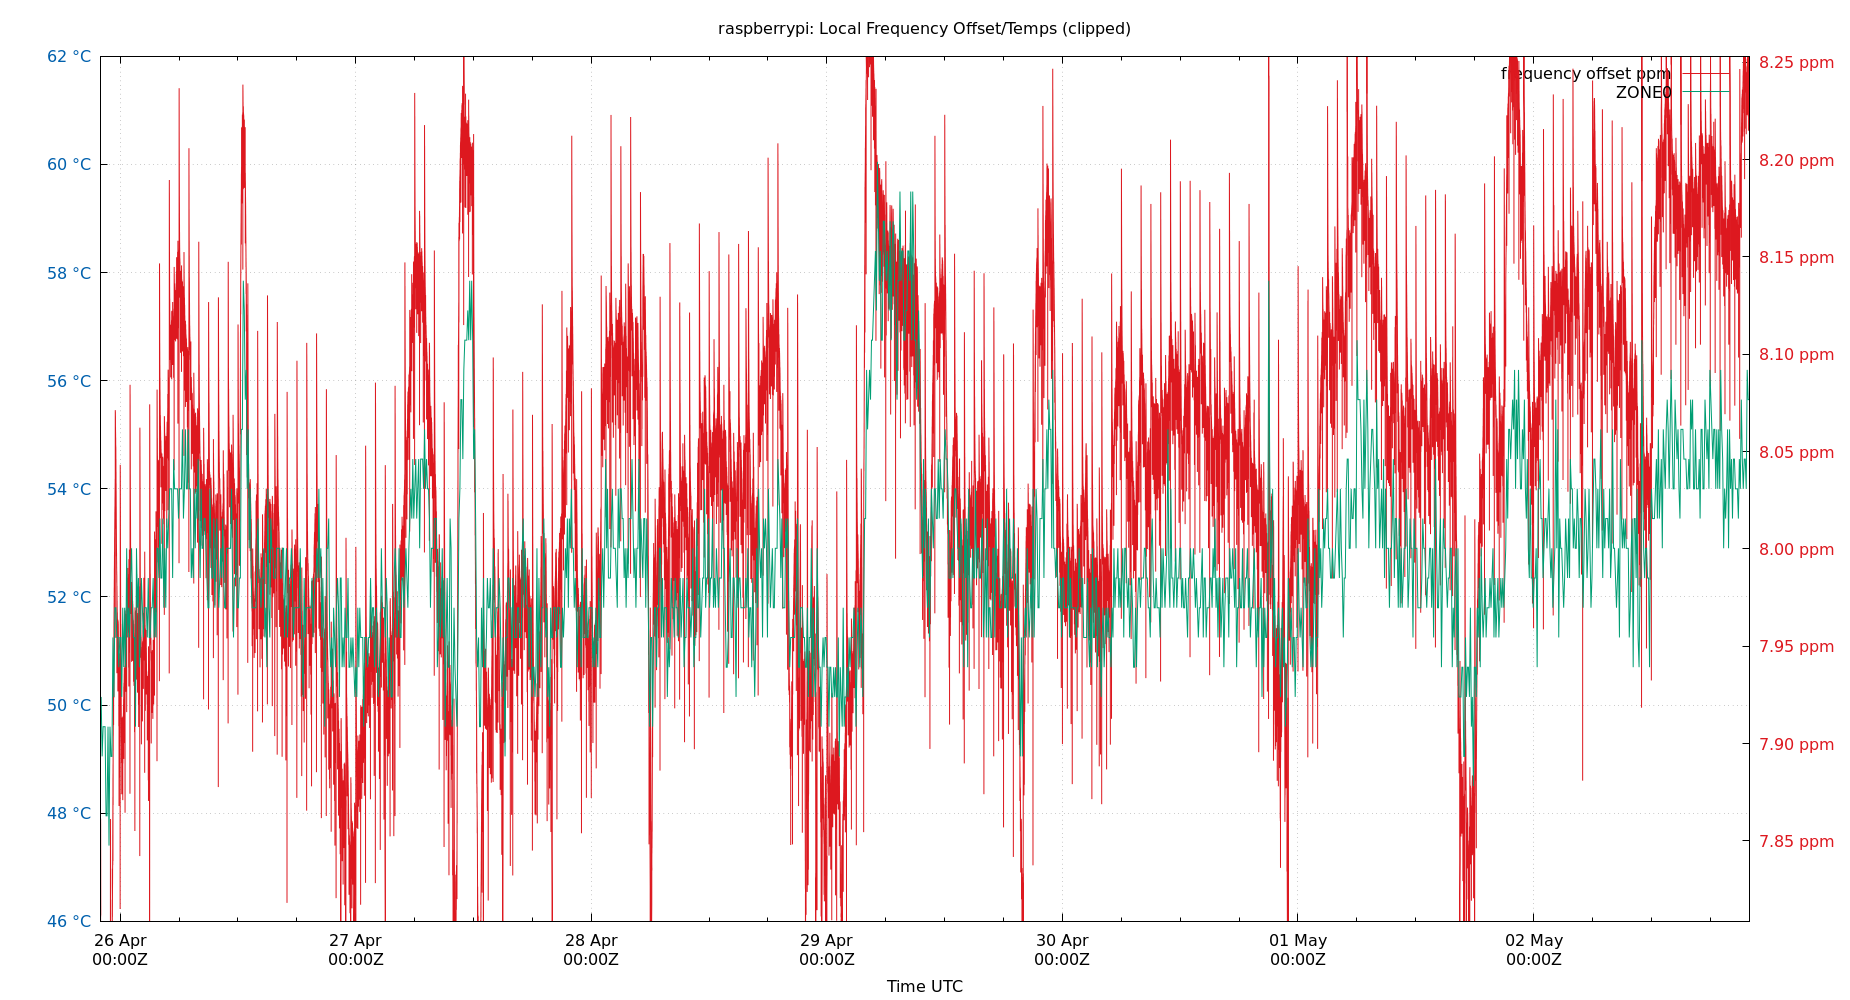 raspberrypi: Local Frequency Offset/Temps (clipped)
62 °C
60 °C
58 °C
56 °C
54 °C
52 °C
50 °C
48 °C
46 °C
8.25 ppm
8.20 ppm
8.15 ppm
8.10 ppm
8.05 ppm
8.00 ppm
7.95 ppm
7.90 ppm
7.85 ppm
frequency offset ppm
ZONE0
26 Apr
00:00Z
27 Apr
00:00Z
28 Apr
00:00Z
29 Apr
00:00Z
30 Apr
00:00Z
01 May
00:00Z
02 May
00:00Z
Time UTC